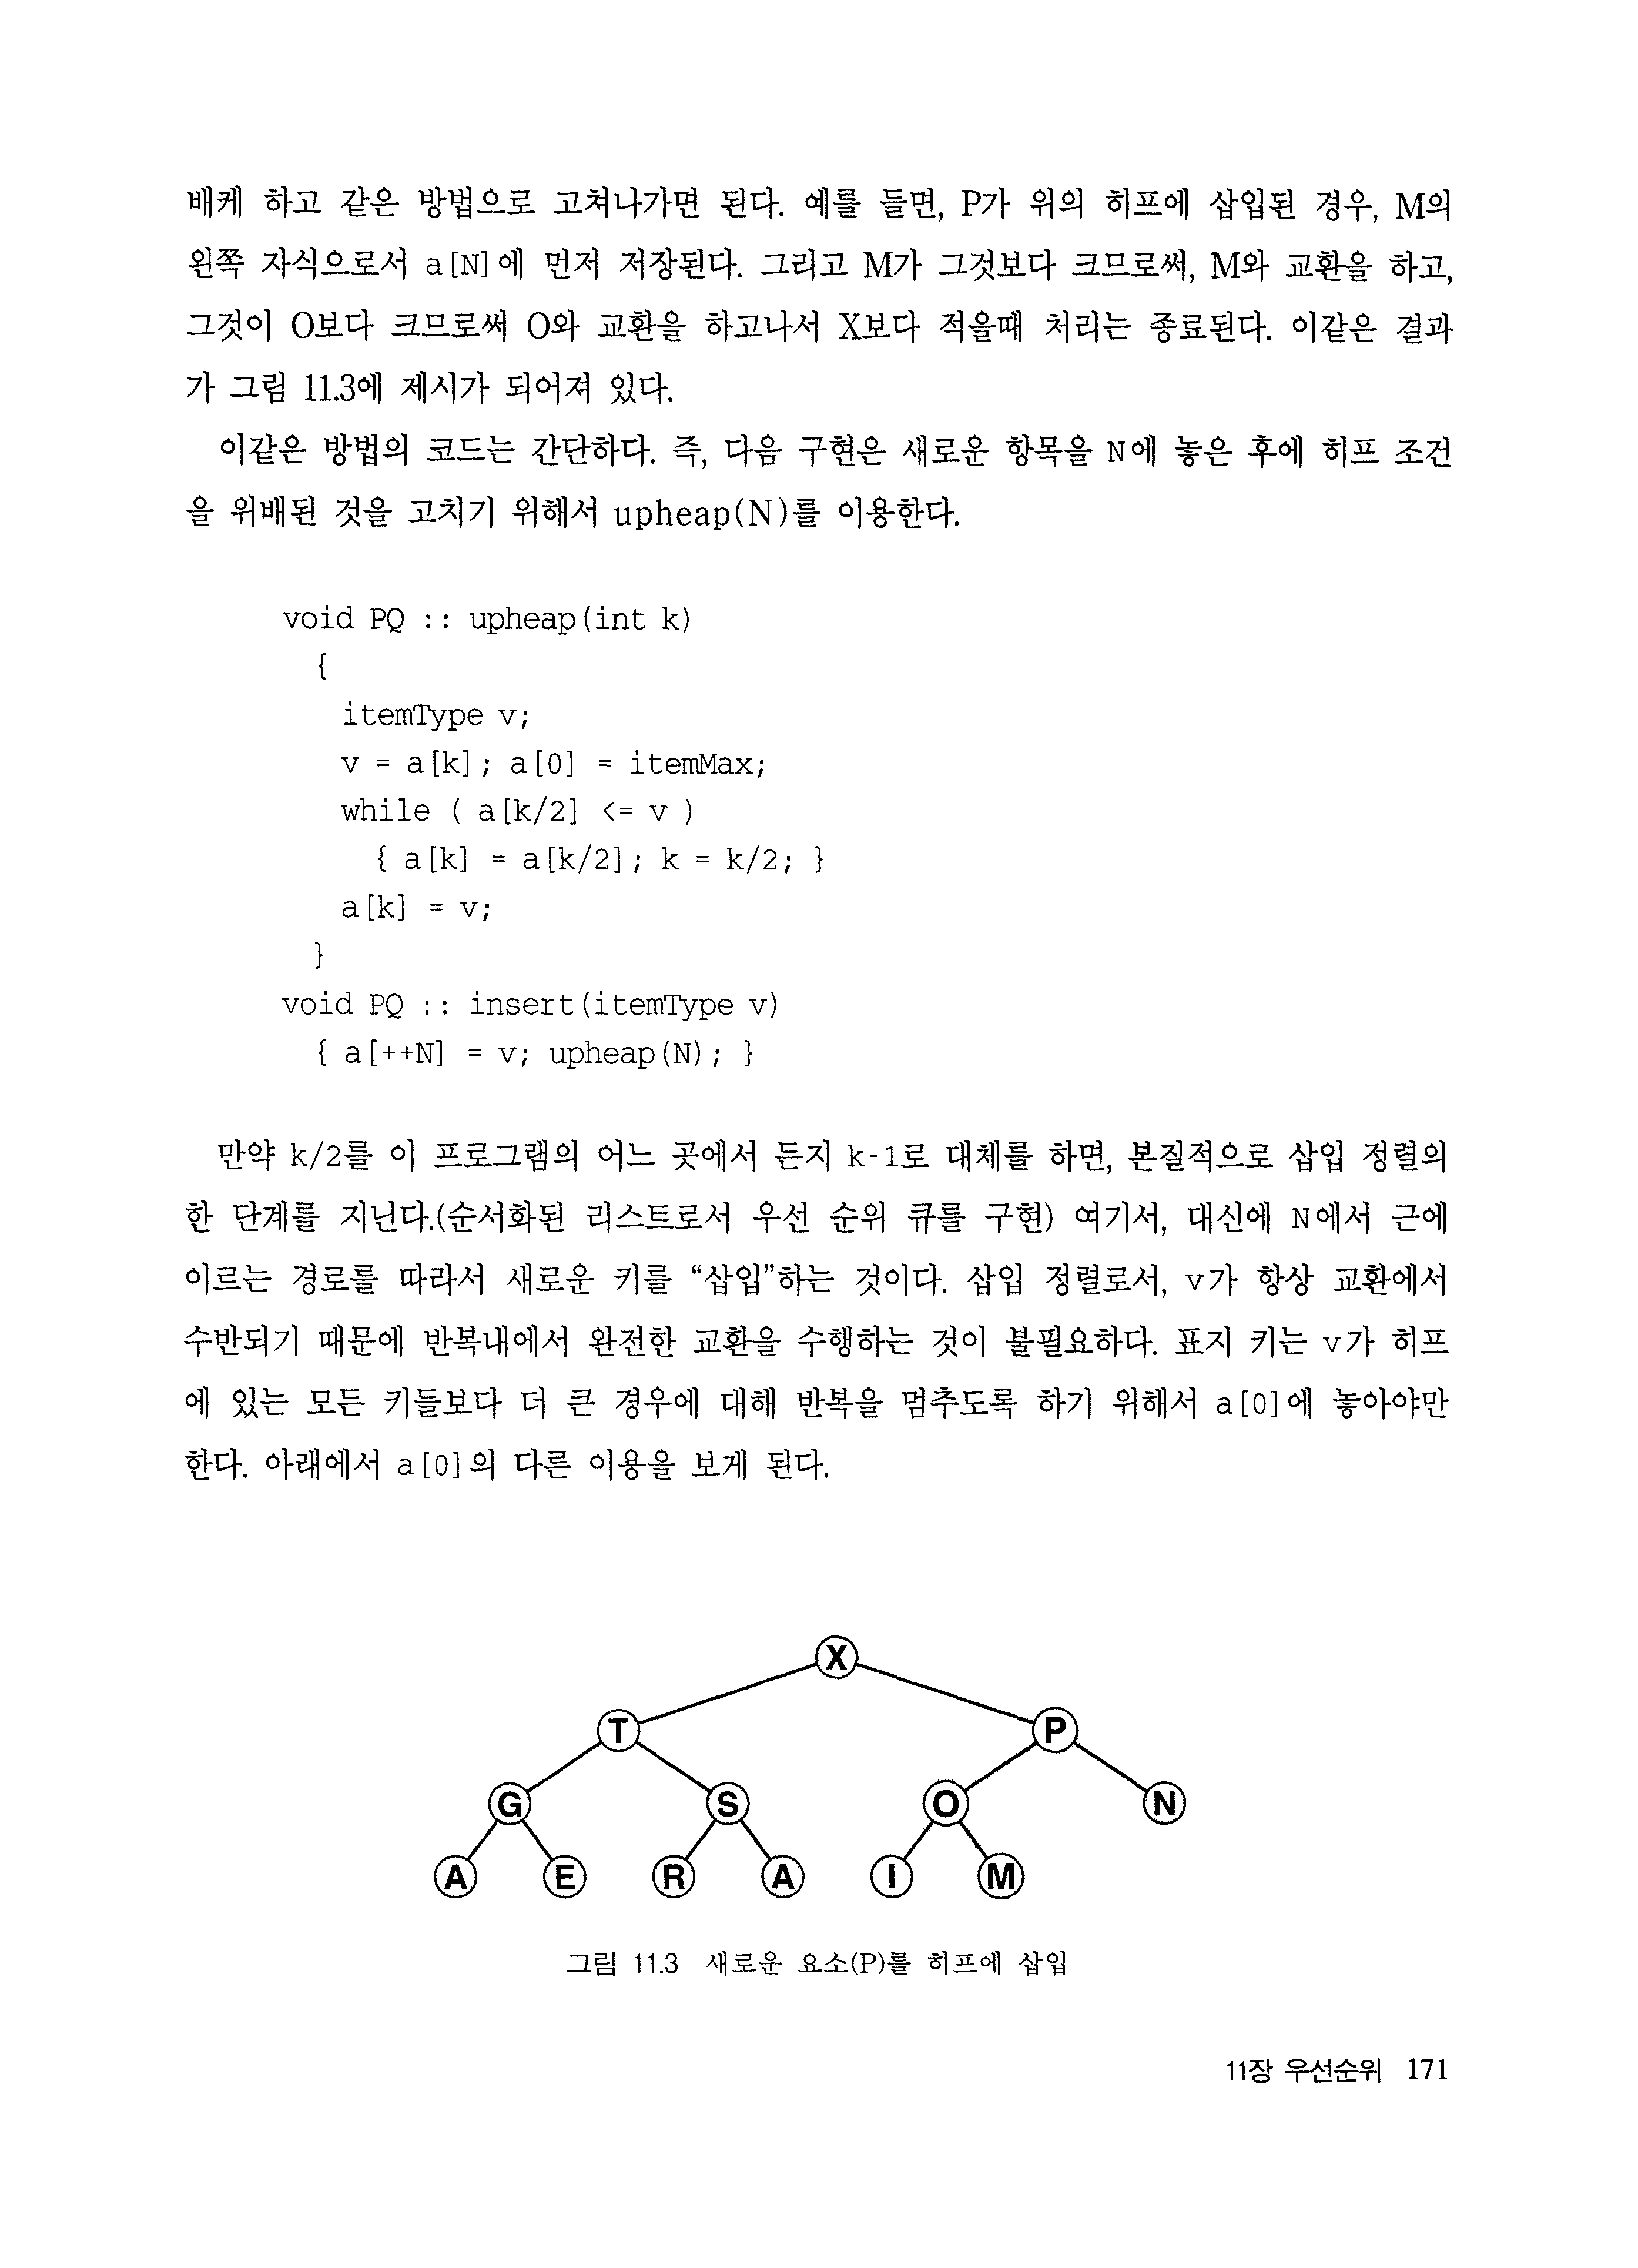 배케 하고 같은 방법으로 고쳐나가면 된다. 예를 들면, P가 위의 히프에 삽입된 경우, M의
왼쪽 자식으로서 a[N]에 먼저 저장된다. 그리고 M가 그것보다 크므로써, M와 교환을 하고,
그것이 O보다 크므로써 O와 교환을 하고나서 X보다 적을때 처리는 종료된다. 이같은 결과
가 그림 11.3에 제시가 되어져 있다.
이같은 방법의 코드는 간단하다. 즉, 다음 구현은 새로운 항목을 N에 놓은 후에 히프 조건
을 위배된 것을 고치기 위해서 upheap(N)를 이용한다.
void PQ :: upheap(int k)
{
itemType v;
v = a[k]; a[0] = itemMax;
while ( a[k/2] <= v )
{ a[k] = a[k/2]; k = k/2; }
a[k] = v;
}
void PQ :: insert(itemType v)
{ a[++N] = v; upheap(N); }
만약 k/2를 이 프로그램의 어느 곳에서 든지 k-1로 대체를 하면, 본질적으로 삽입 정렬의
한 단계를 지닌다.(순서화된 리스트로서 우선 순위 큐를 구현) 여기서, 대신에 N에서 근에
이르는 경로를 따라서 새로운 키를 “삽입”하는 것이다. 삽입 정렬로서, v가 항상 교환에서
수반되기 때문에 반복내에서 완전한 교환을 수행하는 것이 불필요하다. 표지 키는 v가 히프
에 있는 모든 키들보다 더 큰 경우에 대해 반복을 멈추도록 하기 위해서 a[0]에 놓아야만
한다. 아래에서 a[0]의 다른 이용을 보게 된다.
X
T P
G S O N
A E R A I M
그림 11.3 새로운 요소(P)를 히프에 삽입
11장 우선순위 171